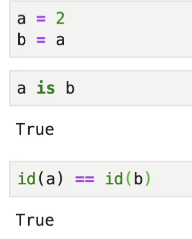 a = 2
b = a
a is b
True
id(a) == id(b)
True